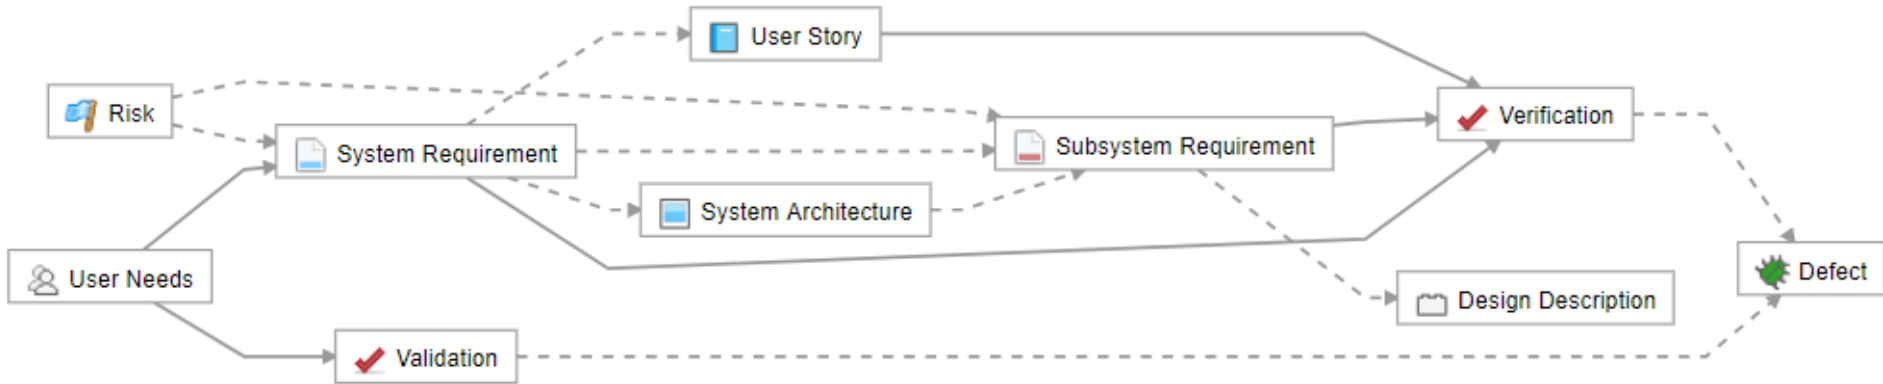 User Story
Risk
Verification
System Requirement
Subsystem Requirement
System Architecture
User Needs
Defect
Design Description
Validation